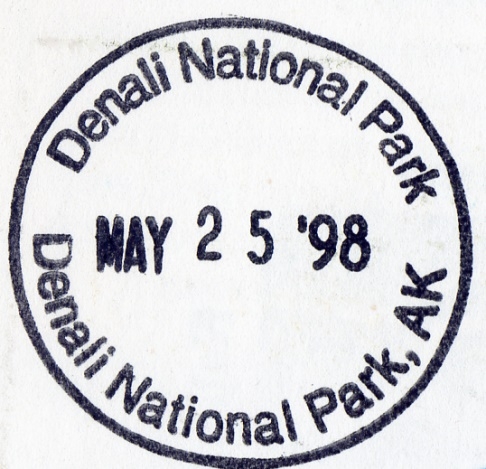 Denali National Park
MAY 25 '98
Denali National Park, AK